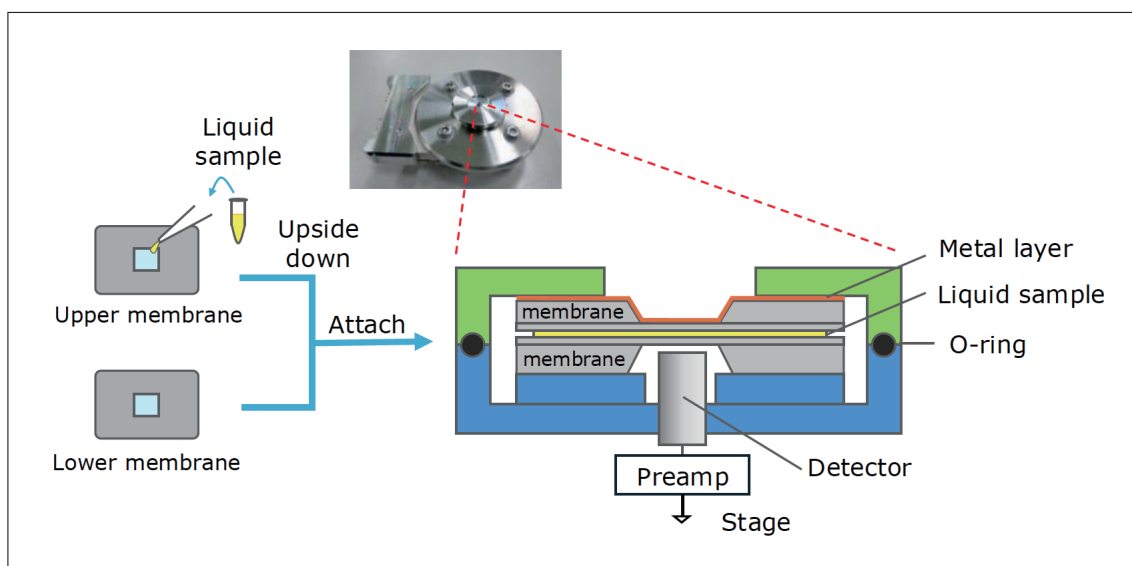 Liquid
sample
Upside
down
Upper membrane
Attach
Lower membrane
Metal layer
membrane
Liquid sample
O-ring
membrane
Detector
Preamp
Stage